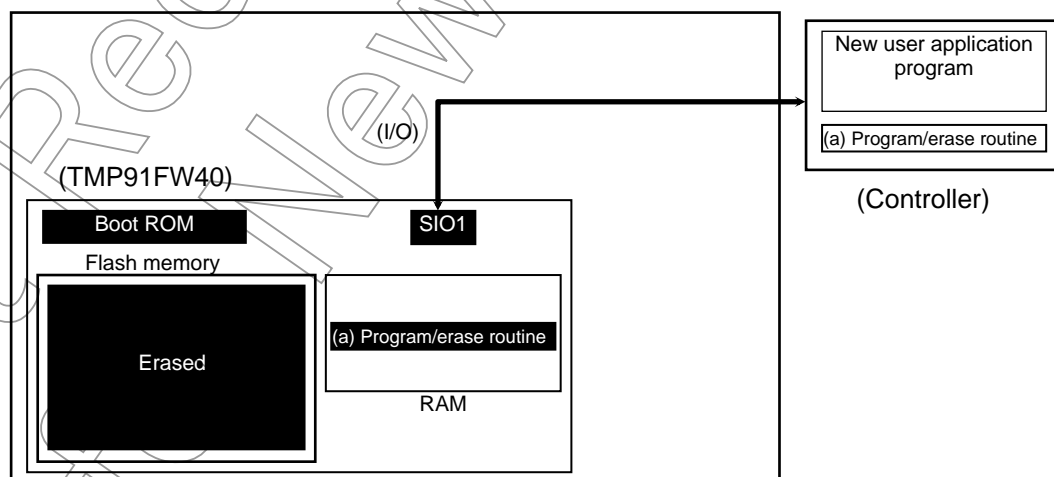 New user application
program
(I/O)
(a) Program/erase routine
(TMP91FW40)
(Controller)
Boot ROM
SIO1
Flash memory
(a) Program/erase routine
Erased
RAM